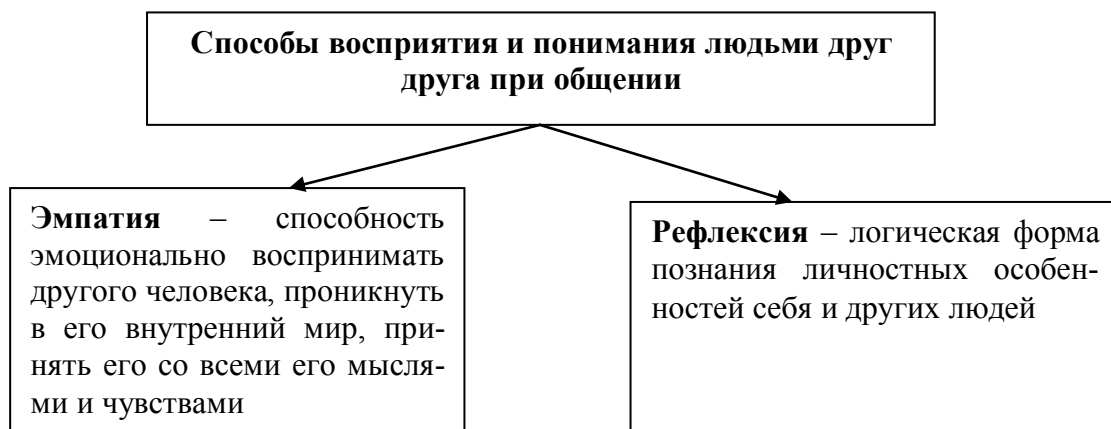 Способы восприятия и понимания людьми друг
друга при общении
Эмпатия – способность
эмоционально воспринимать
другого человека, проникнуть
в его внутренний мир, при-
нять его со всеми его мысля-
ми и чувствами
Рефлексия – логическая форма
познания личностных особен-
ностей себя и других людей